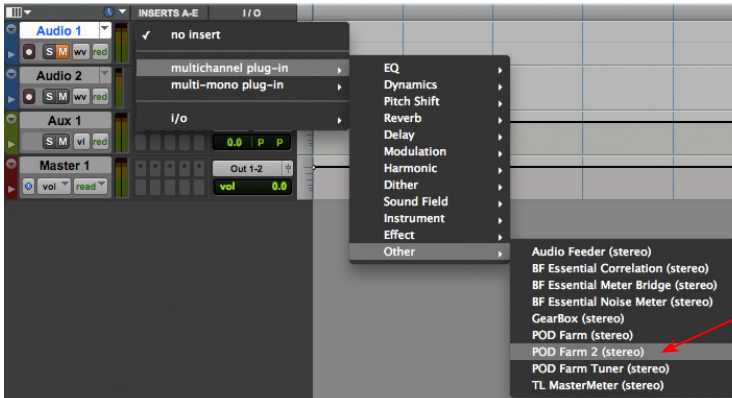 INSERTS A-E I / O
Audio 1
S M wv red
Audio 2
S M wv red
Aux 1
S M vl red
0.0 P P
Master 1
Out 1-2
vol read
vol 0.0
✓ no insert
multichannel plug-in
multi-mono plug-in
i/o
EQ
Dynamics
Pitch Shift
Reverb
Delay
Modulation
Harmonic
Dither
Sound Field
Instrument
Effect
Other
Audio Feeder (stereo)
BF Essential Correlation (stereo)
BF Essential Meter Bridge (stereo)
BF Essential Noise Meter (stereo)
GearBox (stereo)
POD Farm (stereo)
POD Farm 2 (stereo)
POD Farm Tuner (stereo)
TL MasterMeter (stereo)